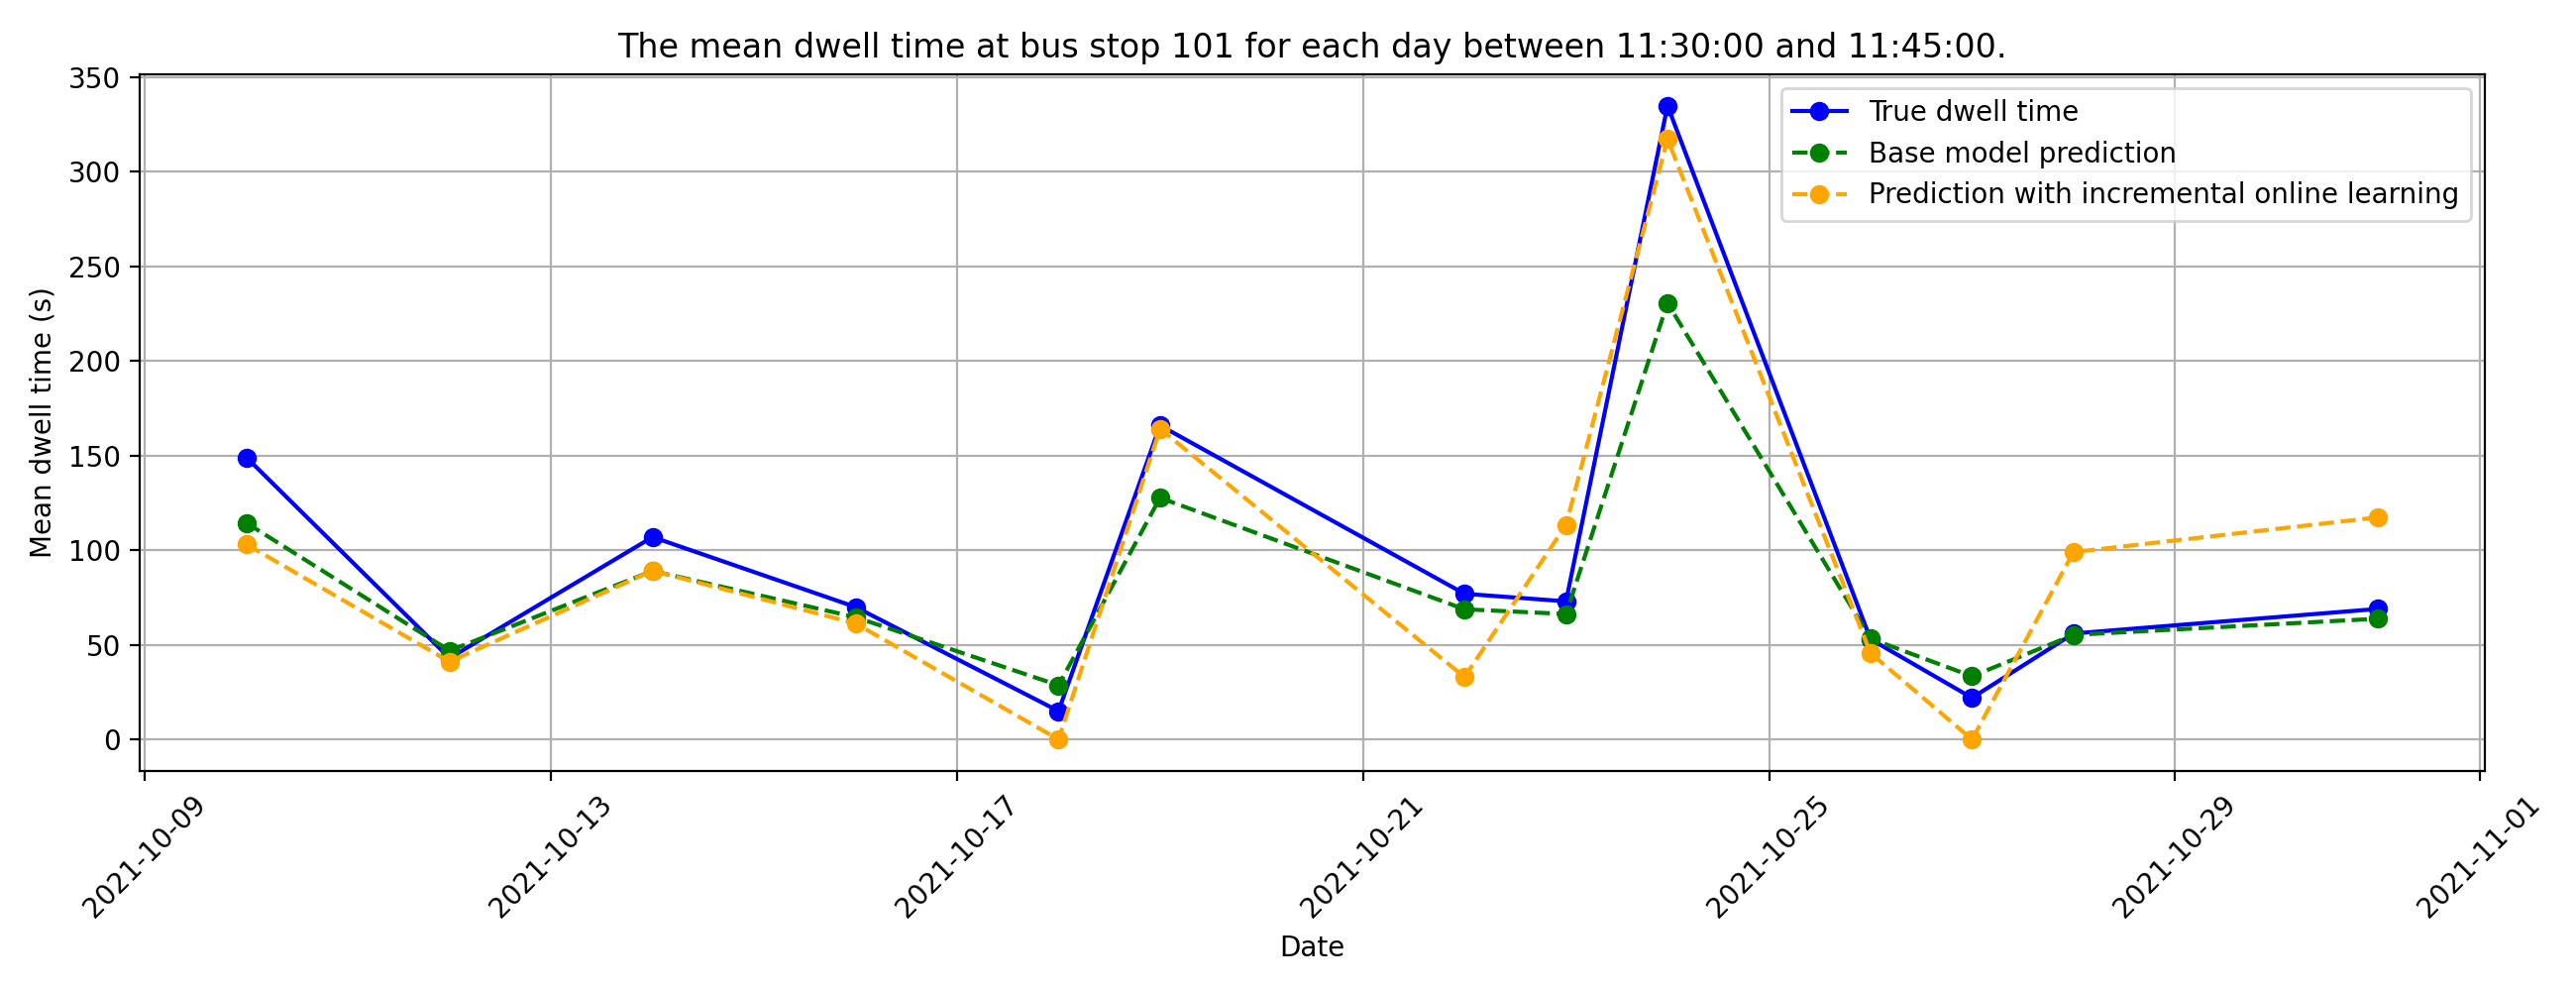 The mean dwell time at bus stop 101 for each day between 11:30:00 and 11:45:00.
350
300
250
200
150
100
50
0
Mean dwell time (s)
True dwell time
Base model prediction
Prediction with incremental online learning
2021-10-09
2021-10-13
2021-10-17
2021-10-21
2021-10-25
2021-10-29
2021-11-01
Date